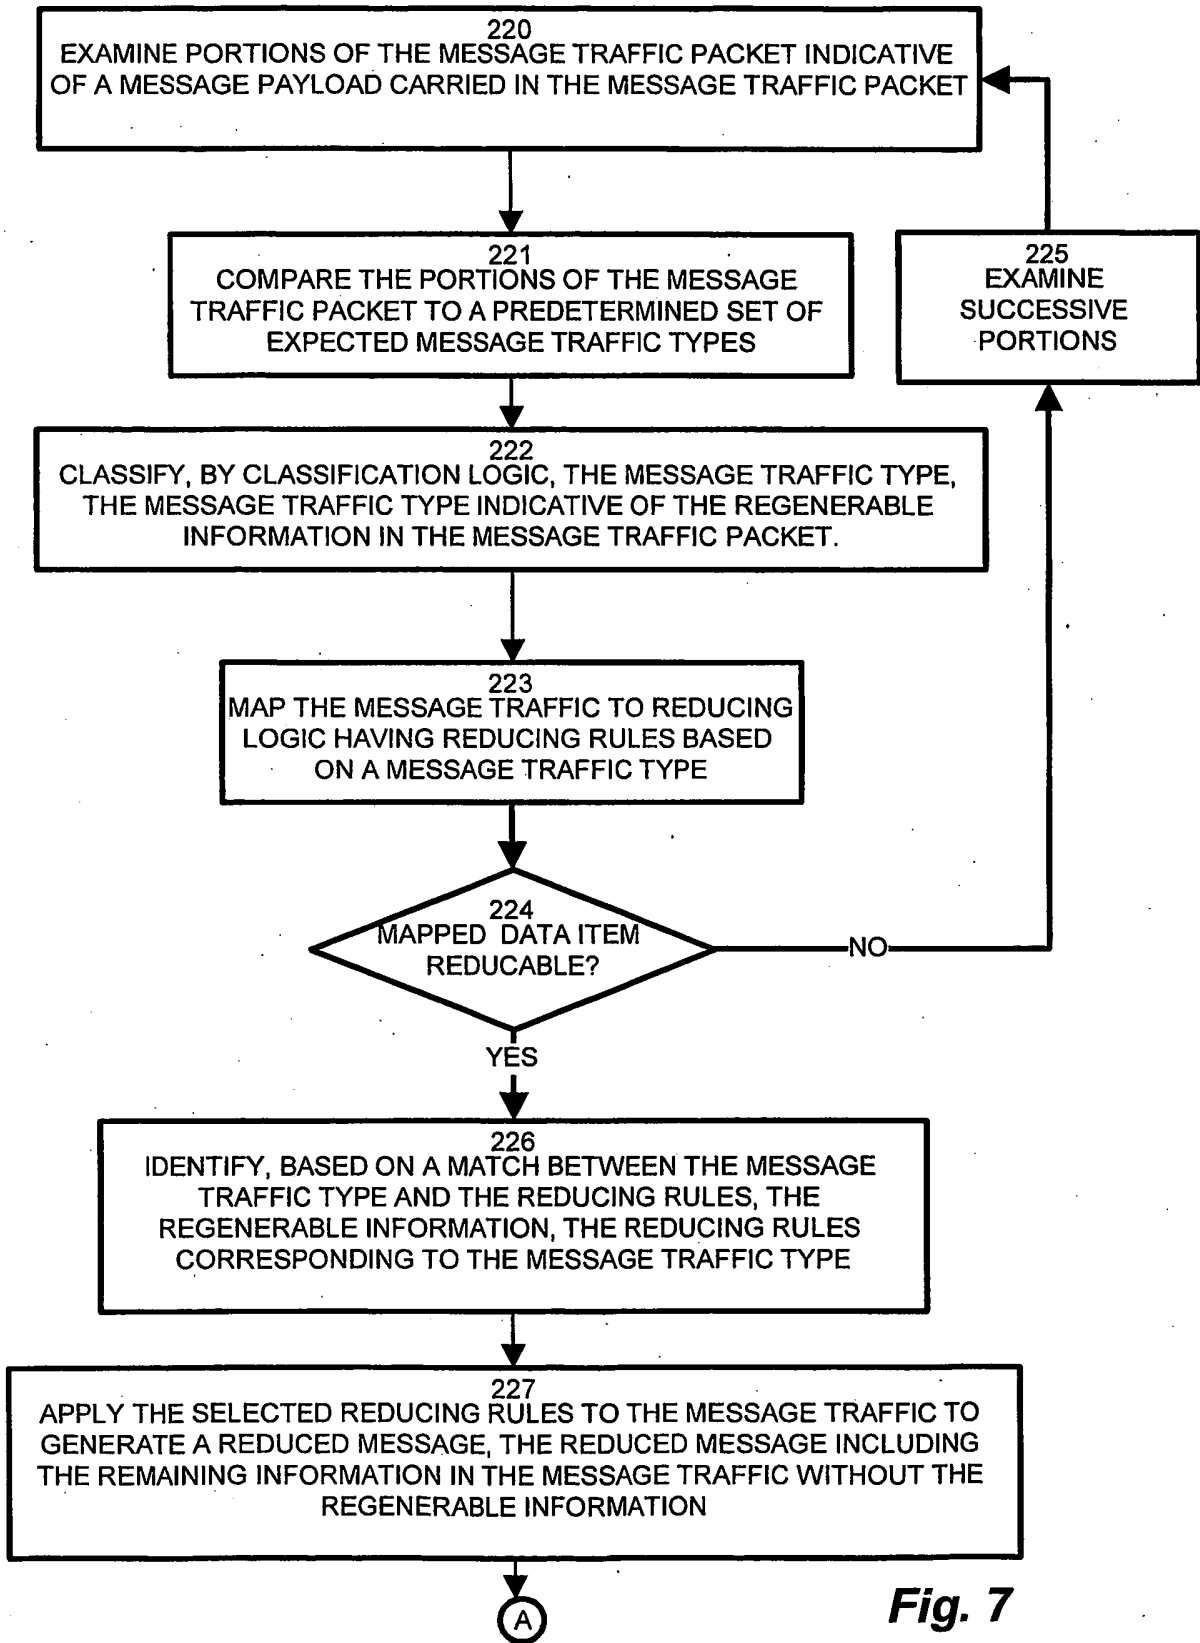 220
EXAMINE PORTIONS OF THE MESSAGE TRAFFIC PACKET INDICATIVE
OF A MESSAGE PAYLOAD CARRIED IN THE MESSAGE TRAFFIC PACKET
221
COMPARE THE PORTIONS OF THE MESSAGE
TRAFFIC PACKET TO A PREDETERMINED SET OF
EXPECTED MESSAGE TRAFFIC TYPES
225
EXAMINE
SUCCESSIVE
PORTIONS
222
CLASSIFY, BY CLASSIFICATION LOGIC, THE MESSAGE TRAFFIC TYPE,
THE MESSAGE TRAFFIC TYPE INDICATIVE OF THE REGENERABLE
INFORMATION IN THE MESSAGE TRAFFIC PACKET.
223
MAP THE MESSAGE TRAFFIC TO REDUCING
LOGIC HAVING REDUCING RULES BASED
ON A MESSAGE TRAFFIC TYPE
224
MAPPED DATA ITEM
REDUCABLE?
NO
YES
226
IDENTIFY, BASED ON A MATCH BETWEEN THE MESSAGE
TRAFFIC TYPE AND THE REDUCING RULES, THE
REGENERABLE INFORMATION, THE REDUCING RULES
CORRESPONDING TO THE MESSAGE TRAFFIC TYPE
227
APPLY THE SELECTED REDUCING RULES TO THE MESSAGE TRAFFIC TO
GENERATE A REDUCED MESSAGE, THE REDUCED MESSAGE INCLUDING
THE REMAINING INFORMATION IN THE MESSAGE TRAFFIC WITHOUT THE
REGENERABLE INFORMATION
A
Fig. 7